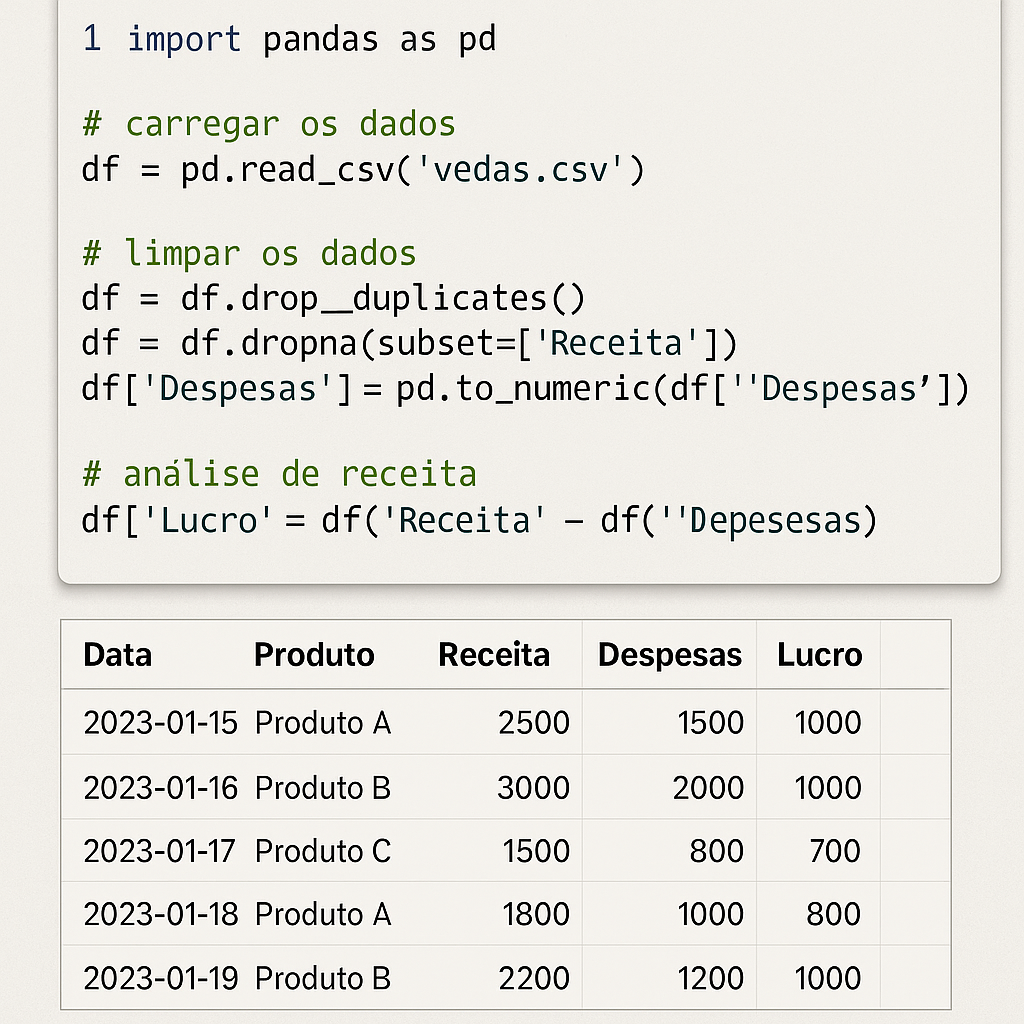 1 import pandas as pd
# carregar os dados
df = pd.read_csv('vedas.csv')
# limpar os dados
df = df.drop__duplicates()
df = df.dropna(subset=['Receita'])
df['Despesas'] = pd.to_numeric(df[''Despesas’])
# análise de receita
df['Lucro' = df('Receita' – df(''Depesesas)
Data Produto Receita Despesas Lucro
2023-01-15 Produto A 2500 1500 1000
2023-01-16 Produto B 3000 2000 1000
2023-01-17 Produto C 1500 800 700
2023-01-18 Produto A 1800 1000 800
2023-01-19 Produto B 2200 1200 1000